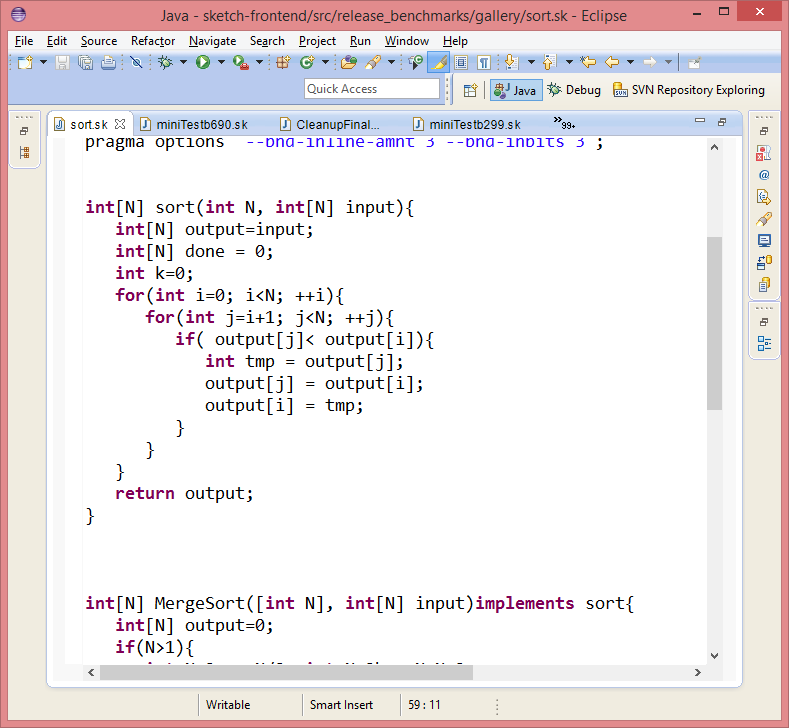 Java - sketch-frontend/src/release_benchmarks/gallery/sort.sk - Eclipse
File Edit Source Refactor Navigate Search Project Run Window Help
Quick Access
Java Debug SVN Repository Exploring
sort.sk miniTestb690.sk CleanupFinal... miniTestb299.sk »99+
pragma options "--bnd-inline-amnt 3 --bnd-inbits 3";
int[N] sort(int N, int[N] input){
int[N] output=input;
int[N] done = 0;
int k=0;
for(int i=0; i<N; ++i){
for(int j=i+1; j<N; ++j){
if( output[j]< output[i]){
int tmp = output[j];
output[j] = output[i];
output[i] = tmp;
}
}
}
return output;
}
int[N] MergeSort([int N], int[N] input)implements sort{
int[N] output=0;
if(N>1){
Writable Smart Insert 59 : 11